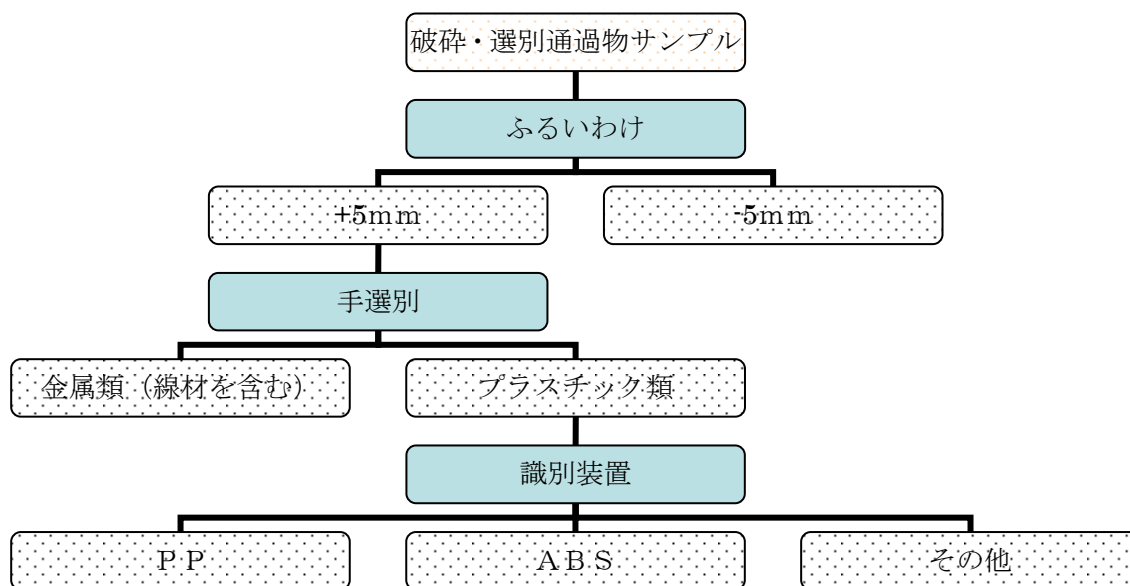 破砕・選別通過物サンプル
ふるいわけ
+5mm
-5mm
手選別
金属類（線材を含む）
プラスチック類
識別装置
ＰＰ
ＡＢＳ
その他